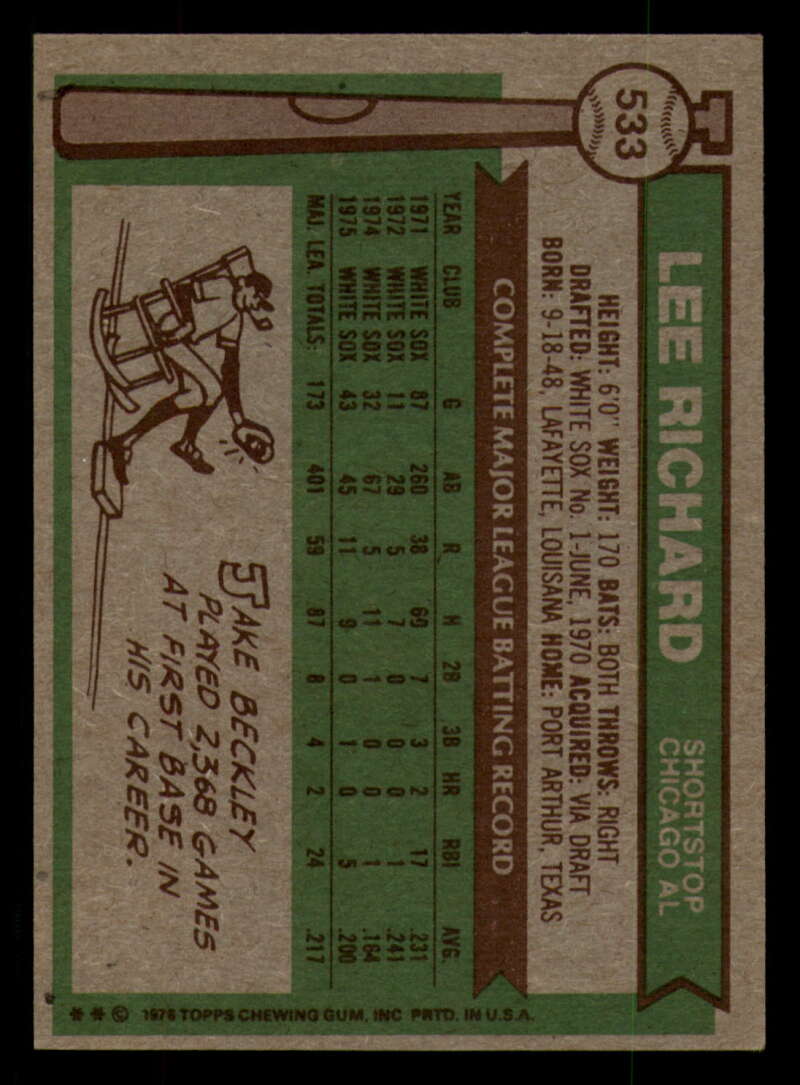 533
LEE RICHARD
SHORTSTOP
CHICAGO AL
HEIGHT: 6'0" WEIGHT: 170 BATS: BOTH THROWS: RIGHT
DRAFTED: WHITE SOX No. 1-JUNE, 1970 ACQUIRED: VIA DRAFT
BORN: 9-18-48, LAFAYETTE, LOUISANA HOME: PORT ARTHUR, TEXAS
COMPLETE MAJOR LEAGUE BATTING RECORD
YEAR CLUB G AB R H 2B 3B HR RBI AVG.
1971 WHITE SOX 87 260 38 60 7 3 2 17 .231
1972 WHITE SOX 11 29 5 7 0 0 0 1 .241
1974 WHITE SOX 32 67 5 11 1 0 0 1 .164
1975 WHITE SOX 43 45 11 9 0 1 0 5 .200
MAJ. LEA. TOTALS: 173 401 59 87 8 4 2 24 .217
JAKE BECKLEY
PLAYED 2,368 GAMES
AT FIRST BASE IN
HIS CAREER.
* * © 1976 TOPPS CHEWING GUM, INC PRTD. IN U.S.A.